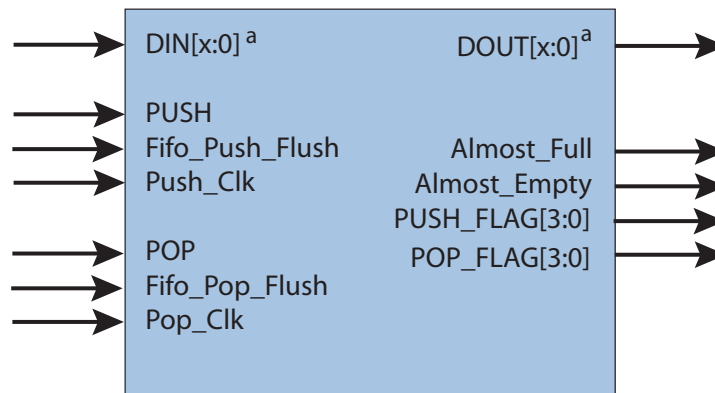 DIN[x:0] a
DOUT[x:0] a
PUSH
Fifo_Push_Flush
Push_Clk
Almost_Full
Almost_Empty
PUSH_FLAG[3:0]
POP_FLAG[3:0]
POP
Fifo_Pop_Flush
Pop_Clk